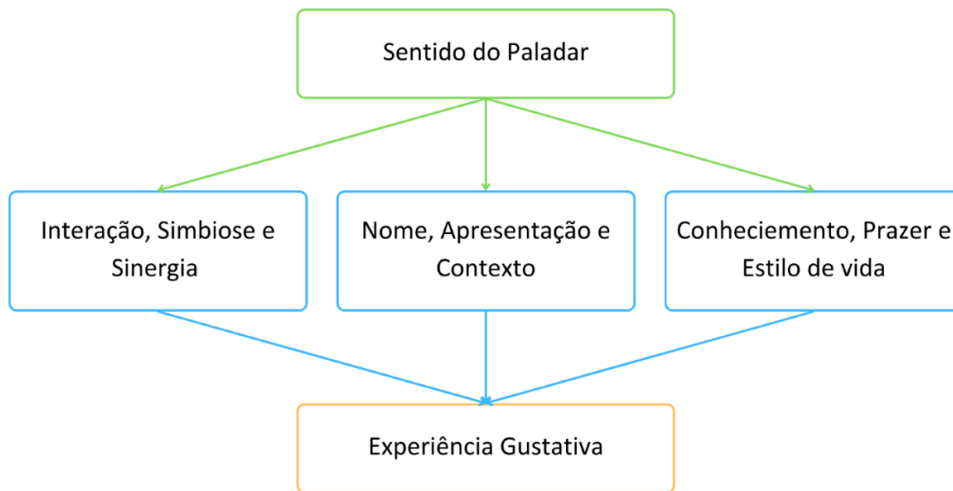 Sentido do Paladar
Interação, Simbiose e
Sinergia
Nome, Apresentação e
Contexto
Conheciemento, Prazer e
Estilo de vida
Experiência Gustativa